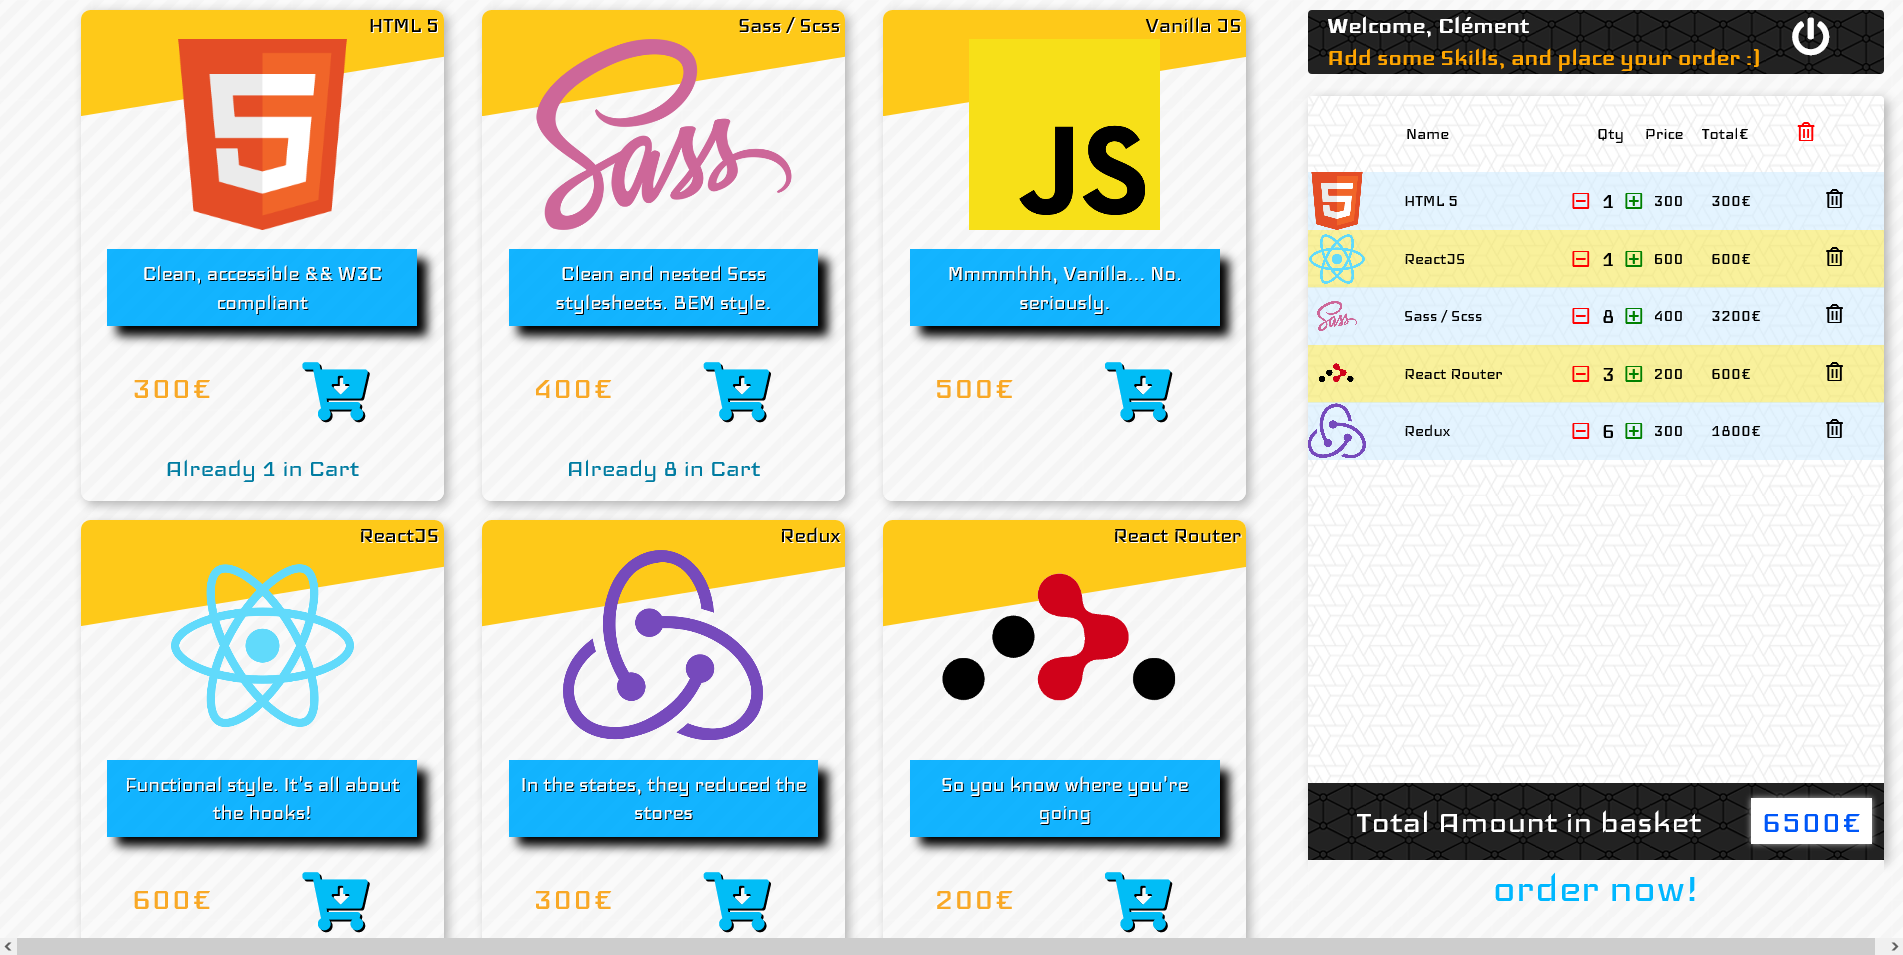 HTML 5
Clean, accessible && W3C
compliant
300€
Already 1 in Cart
Sass / Scss
Sass
Clean and nested Scss
stylesheets. BEM style.
400€
Already 8 in Cart
Vanilla JS
JS
Mmmmhhh, Vanilla... No.
seriously.
500€
ReactJS
Functional style. It's all about
the hooks!
600€
Redux
In the states, they reduced the
stores
300€
React Router
So you know where you're
going
200€
Welcome, Clément
Add some Skills, and place your order :)
Name Qty Price Total€
HTML 5 1 300 300€
ReactJS 1 600 600€
Sass Sass / Scss 8 400 3200€
React Router 3 200 600€
Redux 6 300 1800€
Total Amount in basket 6500€
order now!